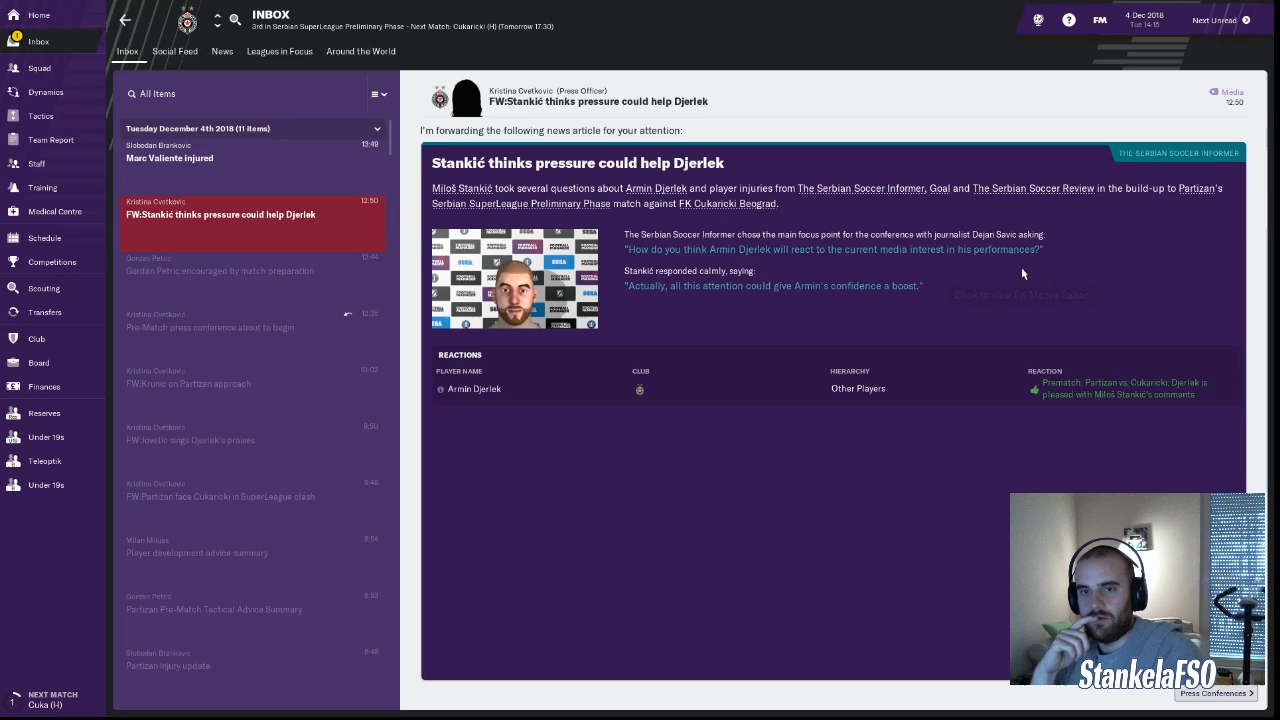 Home
INBOX
3rd in Serbian SuperLeague Preliminary Phase - Next Match: Cukaricki (H) (Tomorrow 17:30)
FM
4 Dec 2018
Tue 14:15
Next Unread
1
Inbox
Inbox Social Feed News Leagues in Focus Around the World
Squad
Dynamics
Tactics
Team Report
Staff
Training
Medical Centre
Schedule
Competitions
Scouting
Transfers
Club
Board
Finances
Reserves
Under 19s
Teleoptik
Under 19s
NEXT MATCH
Cuka (H)
All Items
Tuesday December 4th 2018 (11 items)
Slobodan Brankovic 13:49
Marc Valiente injured
Kristina Cvetkovic 12:50
FW:Stankić thinks pressure could help Djerlek
Gordan Petric 12:44
Gordan Petric encouraged by match preparation
Kristina Cvetkovic 12:35
Pre-Match press conference about to begin
Kristina Cvetkovic 10:02
FW:Krunic on Partizan approach
Kristina Cvetkovic 9:50
FW:Jovetic sings Djerlek's praises
Kristina Cvetkovic 9:48
FW:Partizan face Cukaricki in SuperLeague clash
Milan Milijas 8:54
Player development advice summary
Gordan Petric 8:53
Partizan Pre-Match Tactical Advice Summary
Slobodan Brankovic 8:48
Partizan injury update
Kristina Cvetkovic (Press Officer)
FW:Stankić thinks pressure could help Djerlek
Media
12:50
I'm forwarding the following news article for your attention:
Stankić thinks pressure could help Djerlek
THE SERBIAN SOCCER INFORMER
Miloš Stankić took several questions about Armin Djerlek and player injuries from The Serbian Soccer Informer, Goal and The Serbian Soccer Review in the build-up to Partizan's
Serbian SuperLeague Preliminary Phase match against FK Cukaricki Beograd.
The Serbian Soccer Informer chose the main focus point for the conference with journalist Dejan Savic asking:
"How do you think Armin Djerlek will react to the current media interest in his performances?"
Stankić responded calmly, saying:
"Actually, all this attention could give Armin's confidence a boost."
REACTIONS
PLAYER NAME CLUB HIERARCHY REACTION
Armin Djerlek Other Players
Prematch: Partizan vs. Cukaricki: Djerlek is
pleased with Miloš Stankić's comments
StankelaFSO
Press Conferences